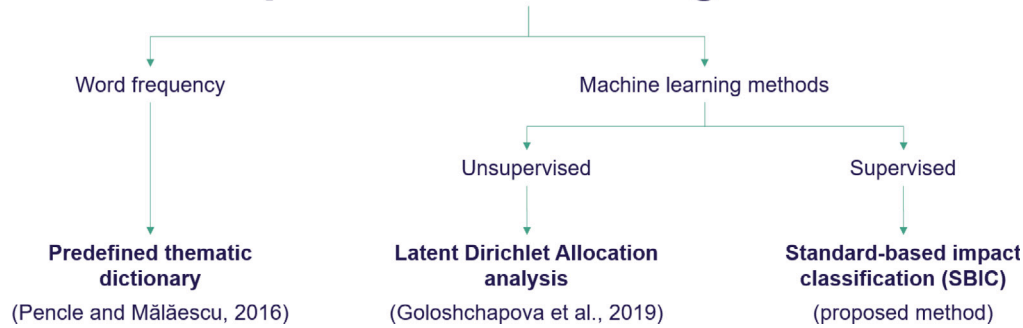 Word frequency
Machine learning methods
Unsupervised
Supervised
Predefined thematic
dictionary
(Pencle and Mălăescu, 2016)
Latent Dirichlet Allocation
analysis
(Goloshchapova et al., 2019)
Standard-based impact
classification (SBIC)
(proposed method)